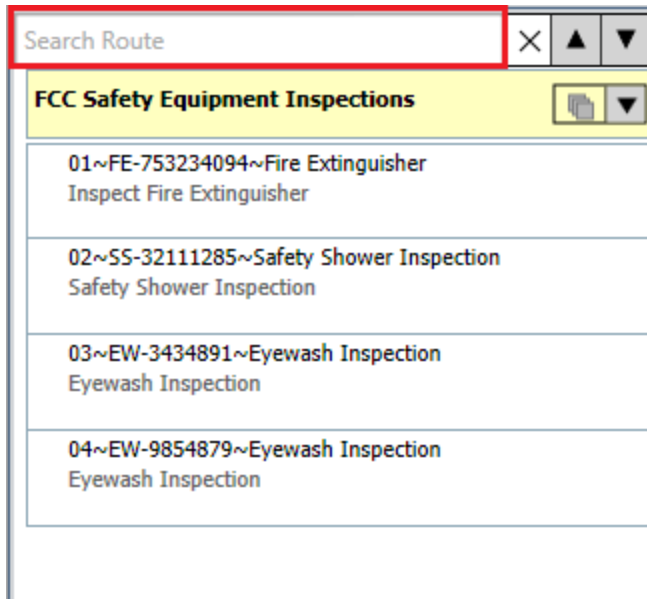 Search Route
FCC Safety Equipment Inspections
01~FE-753234094~Fire Extinguisher
Inspect Fire Extinguisher
02~SS-32111285~Safety Shower Inspection
Safety Shower Inspection
03~EW-3434891~Eyewash Inspection
Eyewash Inspection
04~EW-9854879~Eyewash Inspection
Eyewash Inspection